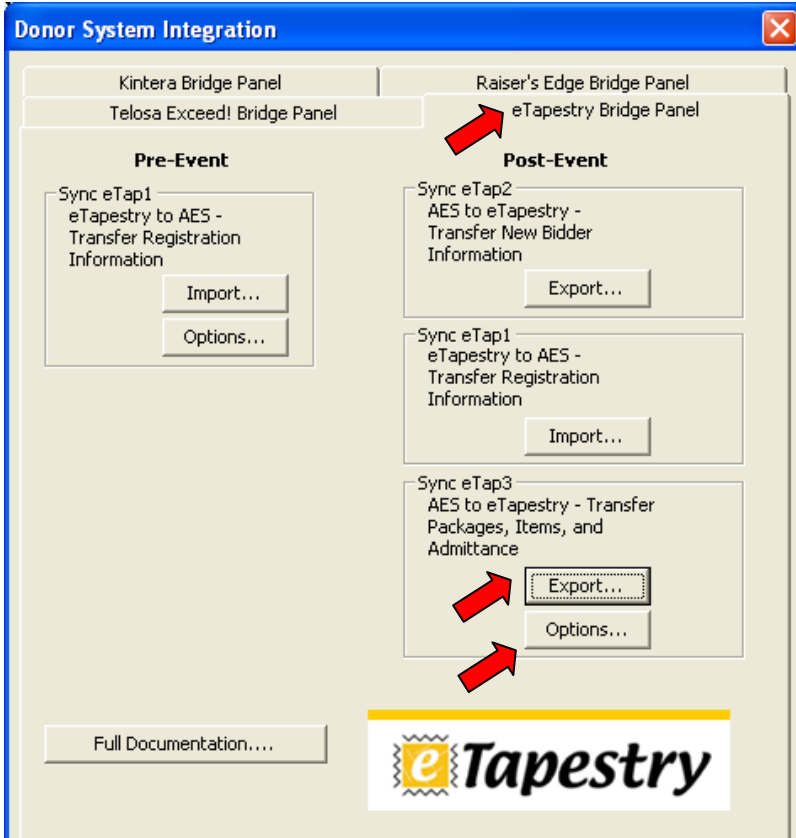 Donor System Integration
Kintera Bridge Panel
Raiser's Edge Bridge Panel
Telosa Exceed! Bridge Panel
eTapestry Bridge Panel
Pre-Event
Sync eTap1
eTapestry to AES -
Transfer Registration
Information
Import...
Options...
Post-Event
Sync eTap2
AES to eTapestry -
Transfer New Bidder
Information
Export...
Sync eTap1
eTapestry to AES -
Transfer Registration
Information
Import...
Sync eTap3
AES to eTapestry - Transfer
Packages, Items, and
Admittance
Export...
Options...
Full Documentation....
eTapestry